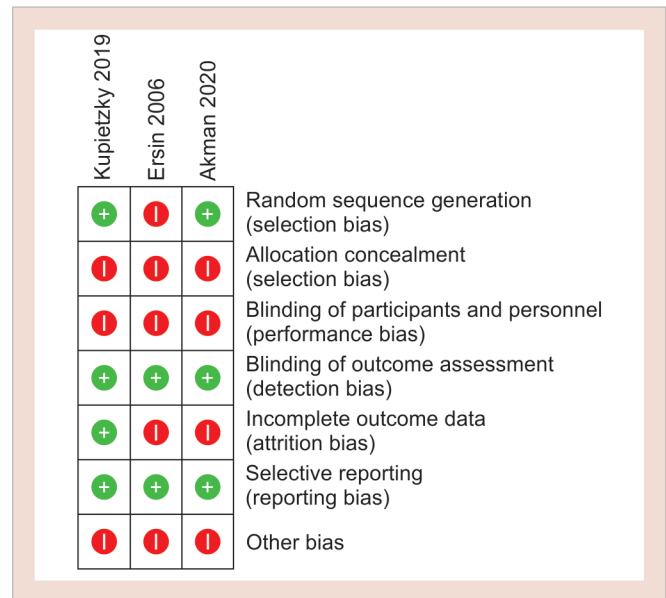 Kupietzky 2019
Ersin 2006
Akman 2020
+ − + Random sequence generation
(selection bias)
− − − Allocation concealment
(selection bias)
− − − Blinding of participants and personnel
(performance bias)
+ + + Blinding of outcome assessment
(detection bias)
+ − − Incomplete outcome data
(attrition bias)
+ + + Selective reporting
(reporting bias)
− − − Other bias